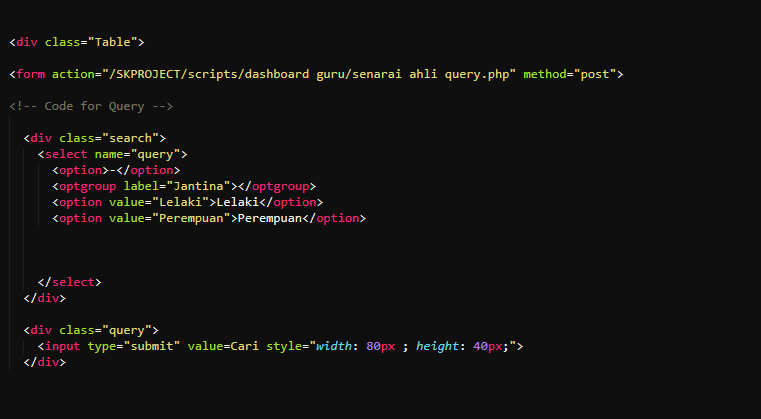 <div class="Table">
<form action="/SKPROJECT/scripts/dashboard guru/senarai ahli query.php" method="post">
<!-- Code for Query -->
<div class="search">
<select name="query">
<option>-</option>
<optgroup label="Jantina"></optgroup>
<option value="Lelaki">Lelaki</option>
<option value="Perempuan">Perempuan</option>
</select>
</div>
<div class="query">
<input type="submit" value=Cari style="width: 80px ; height: 40px;">
</div>